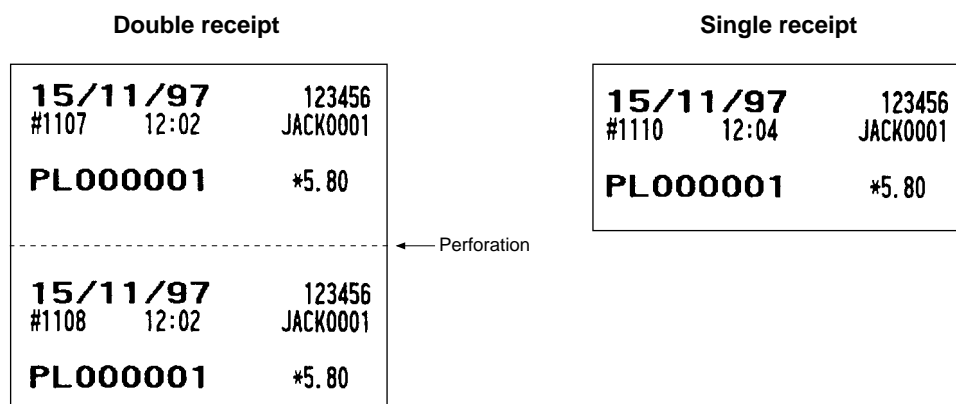 Double receipt
15/11/97 123456
#1107 12:02 JACK0001
PL000001 *5.80
Perforation
15/11/97 123456
#1108 12:02 JACK0001
PL000001 *5.80
Single receipt
15/11/97 123456
#1110 12:04 JACK0001
PL000001 *5.80